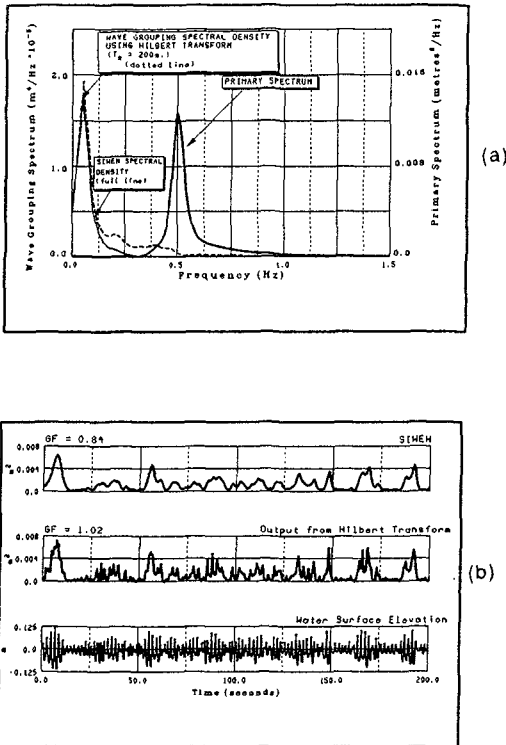 WAVE GROUPING SPECTRAL DENSITY
USING HILBERT TRANSFORM
(dotted line)
PRIMARY SPECTRUM
SIWEH SPECTRAL
DENSITY
(full line)
Wave Grouping Spectrum (m⁴/Hz *10⁻⁵)
2.0
1.0
0.0
Primary Spectrum (metres²/Hz)
0.016
0.008
0.0
0.0 0.5 1.0 1.5
Frequency (Hz)
(a)
GF = 0.84 SIWEH
0.008
0.004
0.0
m²
GF = 1.02 Output from Hilbert Transform
0.008
0.004
0.0
m²
Water Surface Elevation
0.125
0.0
-0.125
0.0 50.0 100.0 150.0 200.0
Time (seconds)
(b)